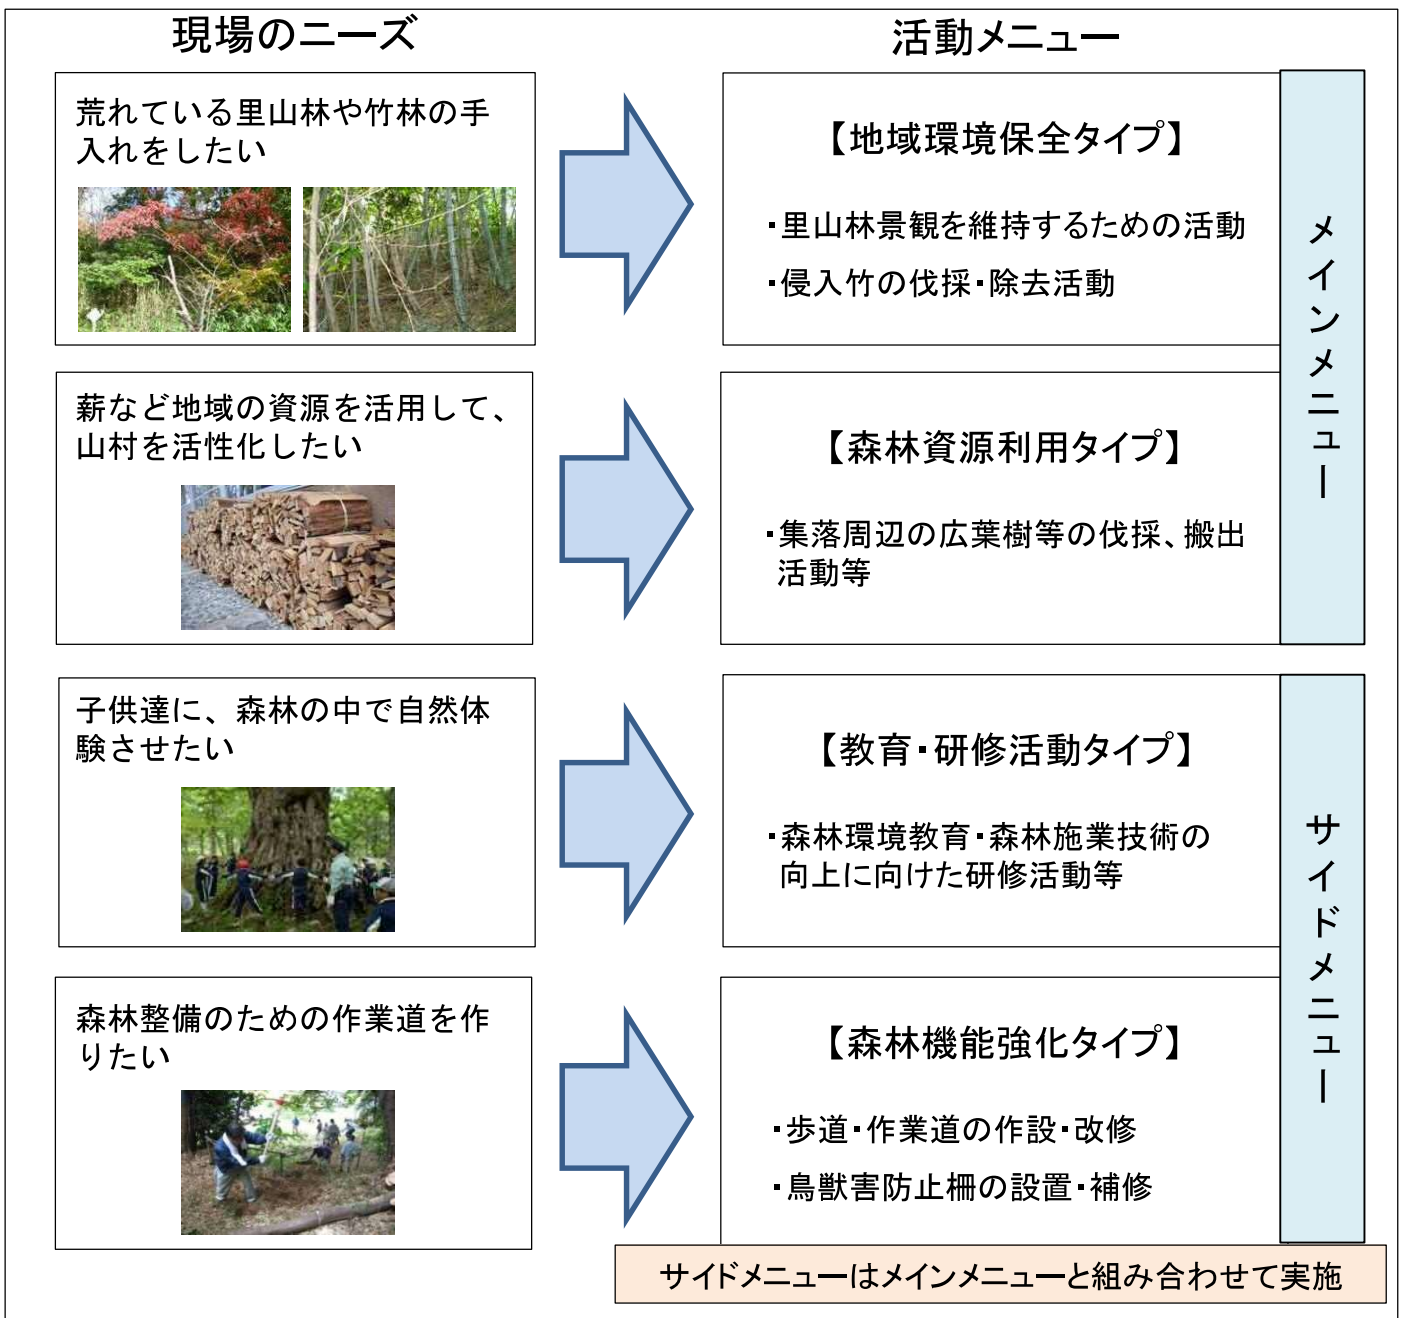 現場のニーズ
活動メニュー
荒れている里山林や竹林の手
入れをしたい
【地域環境保全タイプ】
・里山林景観を維持するための活動
・侵入竹の伐採・除去活動
薪など地域の資源を活用して、
山村を活性化したい
【森林資源利用タイプ】
・集落周辺の広葉樹等の伐採、搬出
活動等
メインメニュー
子供達に、森林の中で自然体
験させたい
【教育・研修活動タイプ】
・森林環境教育・森林施業技術の
向上に向けた研修活動等
森林整備のための作業道を作
りたい
【森林機能強化タイプ】
・歩道・作業道の作設・改修
・鳥獣害防止柵の設置・補修
サイドメニュー
サイドメニューはメインメニューと組み合わせて実施